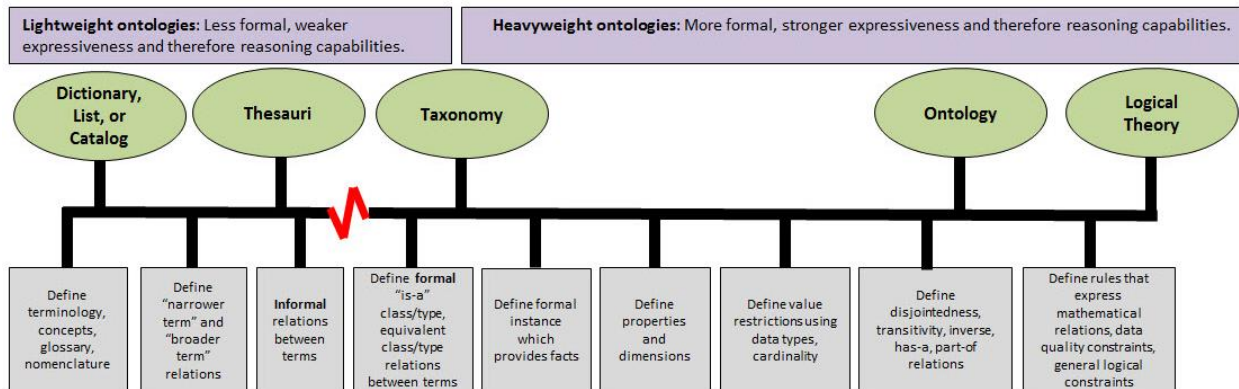 Lightweight ontologies: Less formal, weaker
expressiveness and therefore reasoning capabilities.
Heavyweight ontologies: More formal, stronger expressiveness and therefore reasoning capabilities.
Dictionary,
List, or
Catalog
Thesauri
Taxonomy
Ontology
Logical
Theory
Define
terminology,
concepts,
glossary,
nomenclature
Define
“narrower
term” and
“broader
term”
relations
Informal
relations
between
terms
Define formal
“is-a”
class/type,
equivalent
class/type
relations
between terms
Define formal
instance
which
provides facts
Define
properties
and
dimensions
Define value
restrictions using
data types,
cardinality
Define
disjointedness,
transitivity, inverse,
has-a, part-of
relations
Define rules that
express
mathematical
relations, data
quality constraints,
general logical
constraints